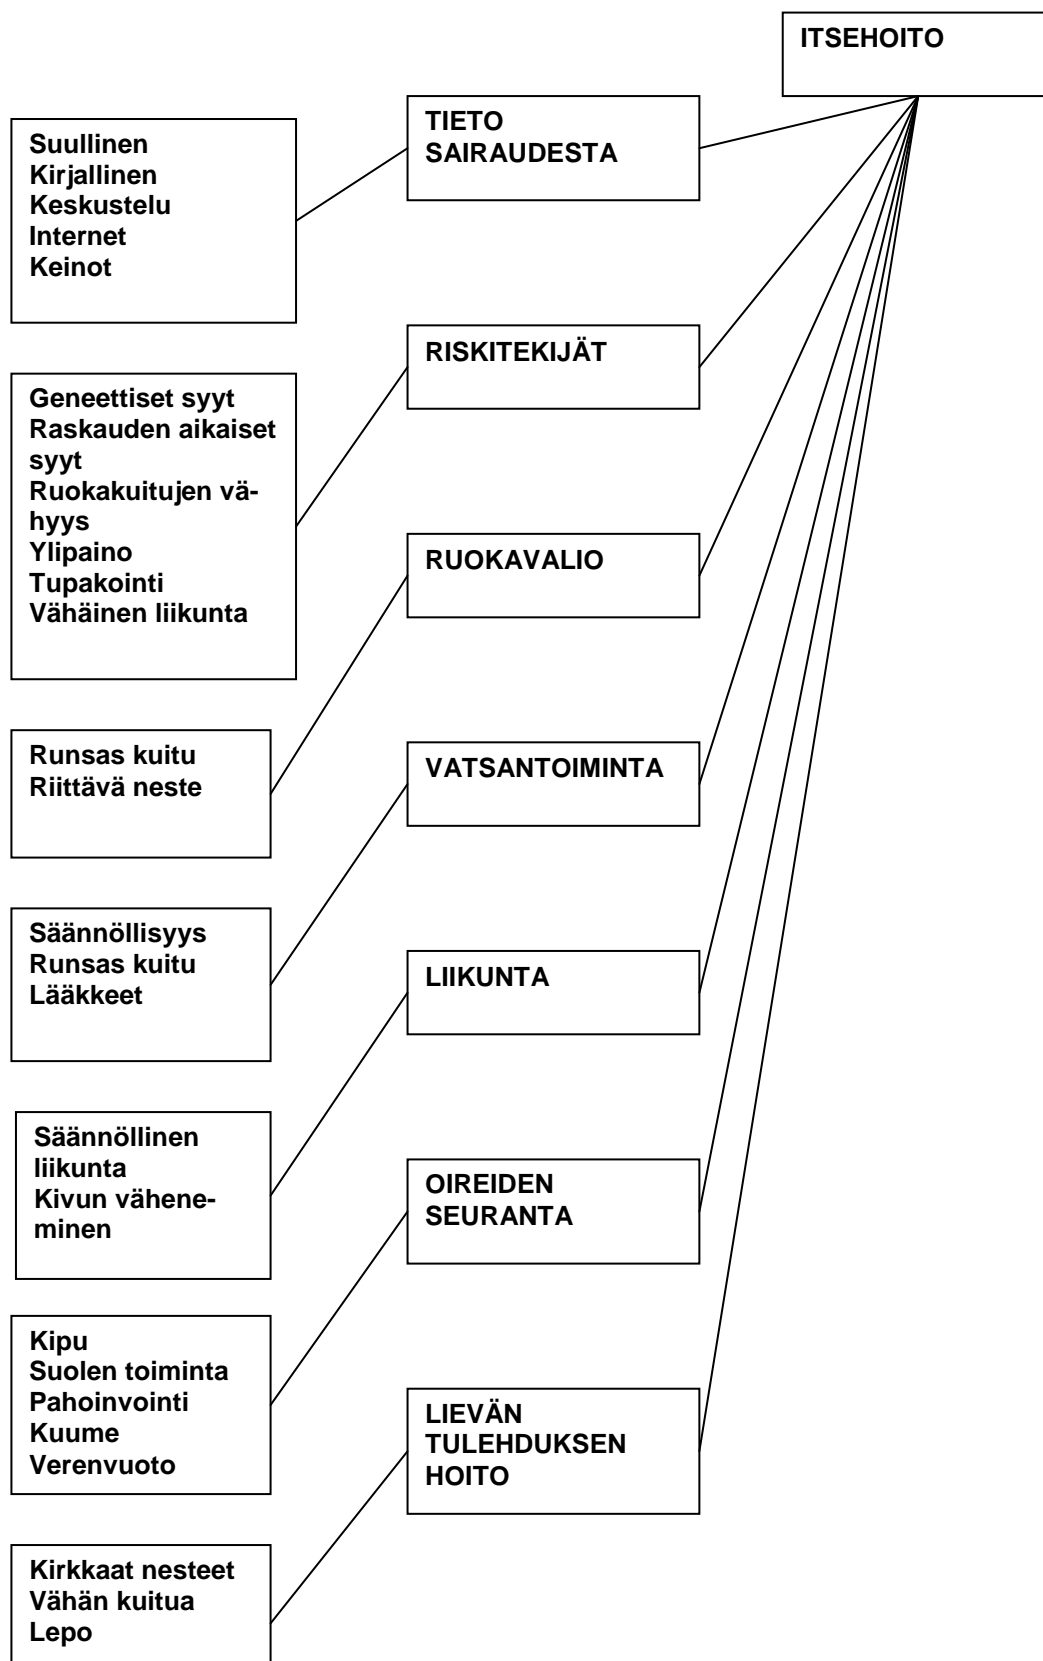 ITSEHOITO
TIETO
SAIRAUDESTA
Suullinen
Kirjallinen
Keskustelu
Internet
Keinot
RISKITEKIJÄT
Geneettiset syyt
Raskauden aikaiset
syyt
Ruokakuitujen vä-
hyys
Ylipaino
Tupakointi
Vähäinen liikunta
RUOKAVALIO
Runsas kuitu
Riittävä neste
VATSANTOIMINTA
Säännöllisyys
Runsas kuitu
Lääkkeet
LIIKUNTA
Säännöllinen
liikunta
Kivun vähene-
minen
OIREIDEN
SEURANTA
Kipu
Suolen toiminta
Pahoinvointi
Kuume
Verenvuoto
LIEVÄN
TULEHDUKSEN
HOITO
Kirkkaat nesteet
Vähän kuitua
Lepo